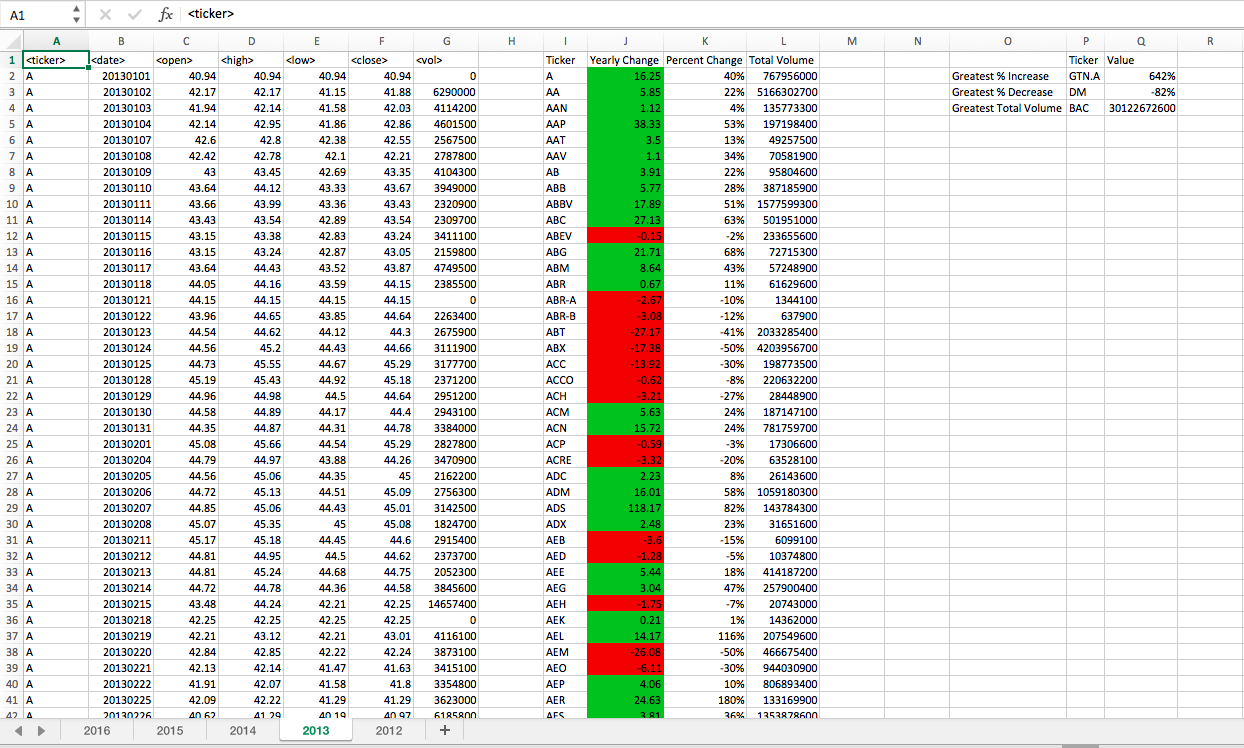 A1 fx <ticker>
A B C D E F G H I J K L M N O P Q R
1 <ticker> <date> <open> <high> <low> <close> <vol> Ticker Yearly Change Percent Change Total Volume Ticker Value
2 A 20130101 40.94 40.94 40.94 40.94 0 A 16.25 40% 767956000 Greatest % Increase GTN.A 642%
3 A 20130102 42.17 42.17 41.15 41.88 6290000 AA 5.85 22% 5166302700 Greatest % Decrease DM -82%
4 A 20130103 41.94 42.14 41.58 42.03 4114200 AAN 1.12 4% 135773300 Greatest Total Volume BAC 30122672600
5 A 20130104 42.14 42.95 41.86 42.86 4601500 AAP 38.33 53% 197198400
6 A 20130107 42.6 42.8 42.38 42.55 2567500 AAT 3.5 13% 49257500
7 A 20130108 42.42 42.78 42.1 42.21 2787800 AAV 1.1 34% 70581900
8 A 20130109 43 43.45 42.69 43.35 4104300 AB 3.91 22% 95804600
9 A 20130110 43.64 44.12 43.33 43.67 3949000 ABB 5.77 28% 387185900
10 A 20130111 43.66 43.99 43.36 43.43 2320900 ABBV 17.89 51% 1577599300
11 A 20130114 43.43 43.54 42.89 43.54 2309700 ABC 27.13 63% 501951000
12 A 20130115 43.15 43.38 42.83 43.24 3411100 ABEV -0.15 -2% 233655600
13 A 20130116 43.15 43.24 42.87 43.05 2159800 ABG 21.71 68% 72715300
14 A 20130117 43.64 44.43 43.52 43.87 4749500 ABM 8.64 43% 57248900
15 A 20130118 44.05 44.16 43.59 44.15 2385500 ABR 0.67 11% 61629600
16 A 20130121 44.15 44.15 44.15 44.15 0 ABR-A -2.67 -10% 1344100
17 A 20130122 43.96 44.65 43.85 44.64 2263400 ABR-B -3.08 -12% 637900
18 A 20130123 44.54 44.62 44.12 44.3 2675900 ABT -27.17 -41% 2033285400
19 A 20130124 44.56 45.2 44.43 44.66 3111900 ABX -17.38 -50% 4203956700
20 A 20130125 44.73 45.55 44.67 45.29 3177700 ACC -13.92 -30% 198773500
21 A 20130128 45.19 45.43 44.92 45.18 2371200 ACCO -0.62 -8% 220632200
22 A 20130129 44.96 44.98 44.5 44.64 2951200 ACH -3.21 -27% 28448900
23 A 20130130 44.58 44.89 44.17 44.4 2943100 ACM 5.63 24% 187147100
24 A 20130131 44.35 44.87 44.31 44.78 3384000 ACN 15.72 24% 781759700
25 A 20130201 45.08 45.66 44.54 45.29 2827800 ACP -0.59 -3% 17306600
26 A 20130204 44.79 44.97 43.88 44.26 3470900 ACRE -3.32 -20% 63528100
27 A 20130205 44.56 45.06 44.35 45 2162200 ADC 2.23 8% 26143600
28 A 20130206 44.72 45.13 44.51 45.09 2756300 ADM 16.01 58% 1059180300
29 A 20130207 44.85 45.06 44.43 45.01 3142500 ADS 118.17 82% 143784300
30 A 20130208 45.07 45.35 45 45.08 1824700 ADX 2.48 23% 31651600
31 A 20130211 45.17 45.18 44.45 44.6 2915400 AEB -3.6 -15% 6099100
32 A 20130212 44.81 44.95 44.5 44.62 2373700 AED -1.28 -5% 10374800
33 A 20130213 44.81 45.24 44.68 44.75 2052300 AEE 5.44 18% 414187200
34 A 20130214 44.72 44.78 44.36 44.58 3845600 AEG 3.04 47% 257900400
35 A 20130215 43.48 44.24 42.21 42.25 14657400 AEH -1.75 -7% 20743000
36 A 20130218 42.25 42.25 42.25 42.25 0 AEK 0.21 1% 14362000
37 A 20130219 42.21 43.12 42.21 43.01 4116100 AEL 14.17 116% 207549600
38 A 20130220 42.84 42.85 42.22 42.24 3873100 AEM -26.08 -50% 466675400
39 A 20130221 42.13 42.14 41.47 41.63 3415100 AEO -6.11 -30% 944030900
40 A 20130222 41.91 42.07 41.58 41.8 3354800 AEP 4.06 10% 806893400
41 A 20130225 42.09 42.22 41.29 41.29 3623000 AER 24.63 180% 133169900
42 A 20130226 40.62 41.29 40.19 40.97 6185800 AES 3.81 36% 1353878600
2016 2015 2014 2013 2012 +